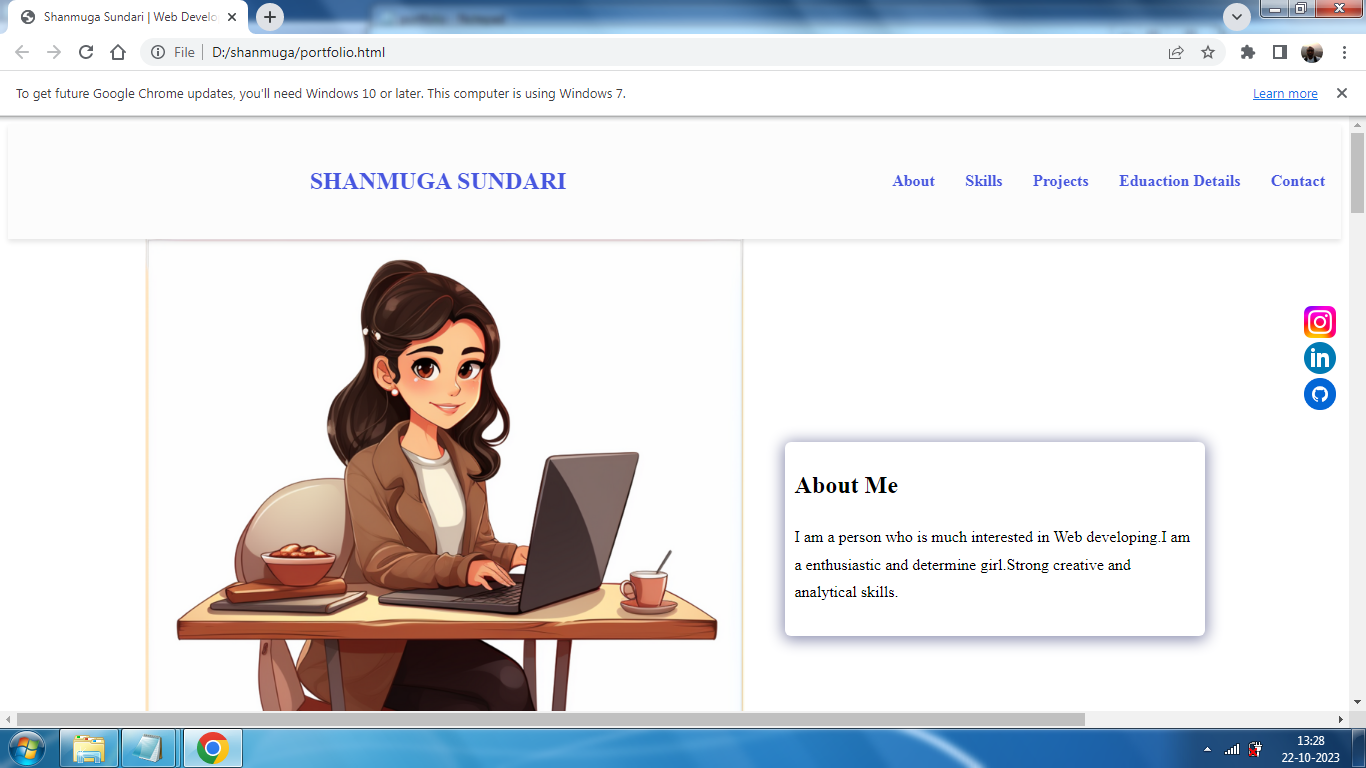 Shanmuga Sundari | Web Develo
File | D:/shanmuga/portfolio.html
To get future Google Chrome updates, you'll need Windows 10 or later. This computer is using Windows 7. Learn more
SHANMUGA SUNDARI About Skills Projects Eduaction Details Contact
in
About Me
I am a person who is much interested in Web developing.I am
a enthusiastic and determine girl.Strong creative and
analytical skills.
13:28
22-10-2023